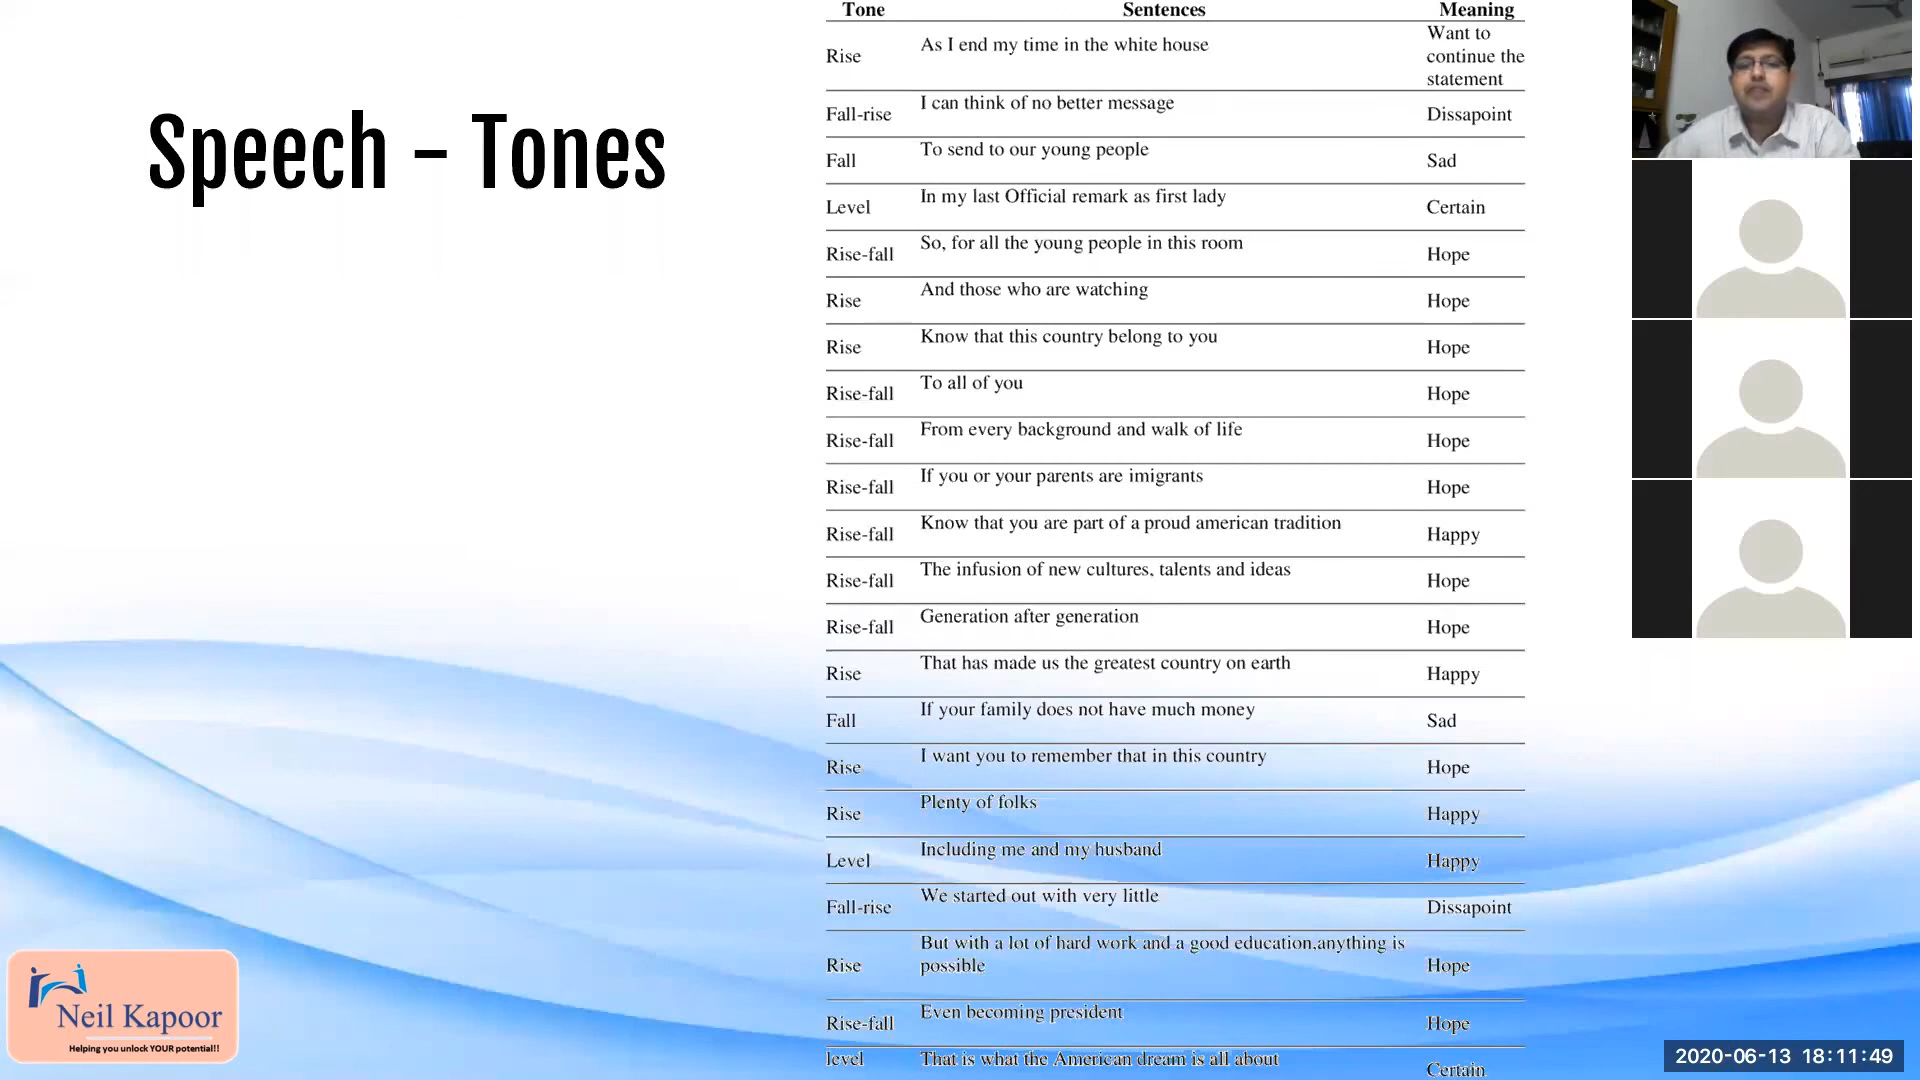 Speech – Tones
Tone Sentences Meaning
Rise As I end my time in the white house Want to continue the statement
Fall-rise I can think of no better message Dissapoint
Fall To send to our young people Sad
Level In my last Official remark as first lady Certain
Rise-fall So, for all the young people in this room Hope
Rise And those who are watching Hope
Rise Know that this country belong to you Hope
Rise-fall To all of you Hope
Rise-fall From every background and walk of life Hope
Rise-fall If you or your parents are imigrants Hope
Rise-fall Know that you are part of a proud american tradition Happy
Rise-fall The infusion of new cultures, talents and ideas Hope
Rise-fall Generation after generation Hope
Rise That has made us the greatest country on earth Happy
Fall If your family does not have much money Sad
Rise I want you to remember that in this country Hope
Rise Plenty of folks Happy
Level Including me and my husband Happy
Fall-rise We started out with very little Dissapoint
Rise But with a lot of hard work and a good education,anything is possible Hope
Rise-fall Even becoming president Hope
level That is what the American dream is all about Certain
Neil Kapoor
Helping you unlock YOUR potential!!
2020-06-13 18:11:49